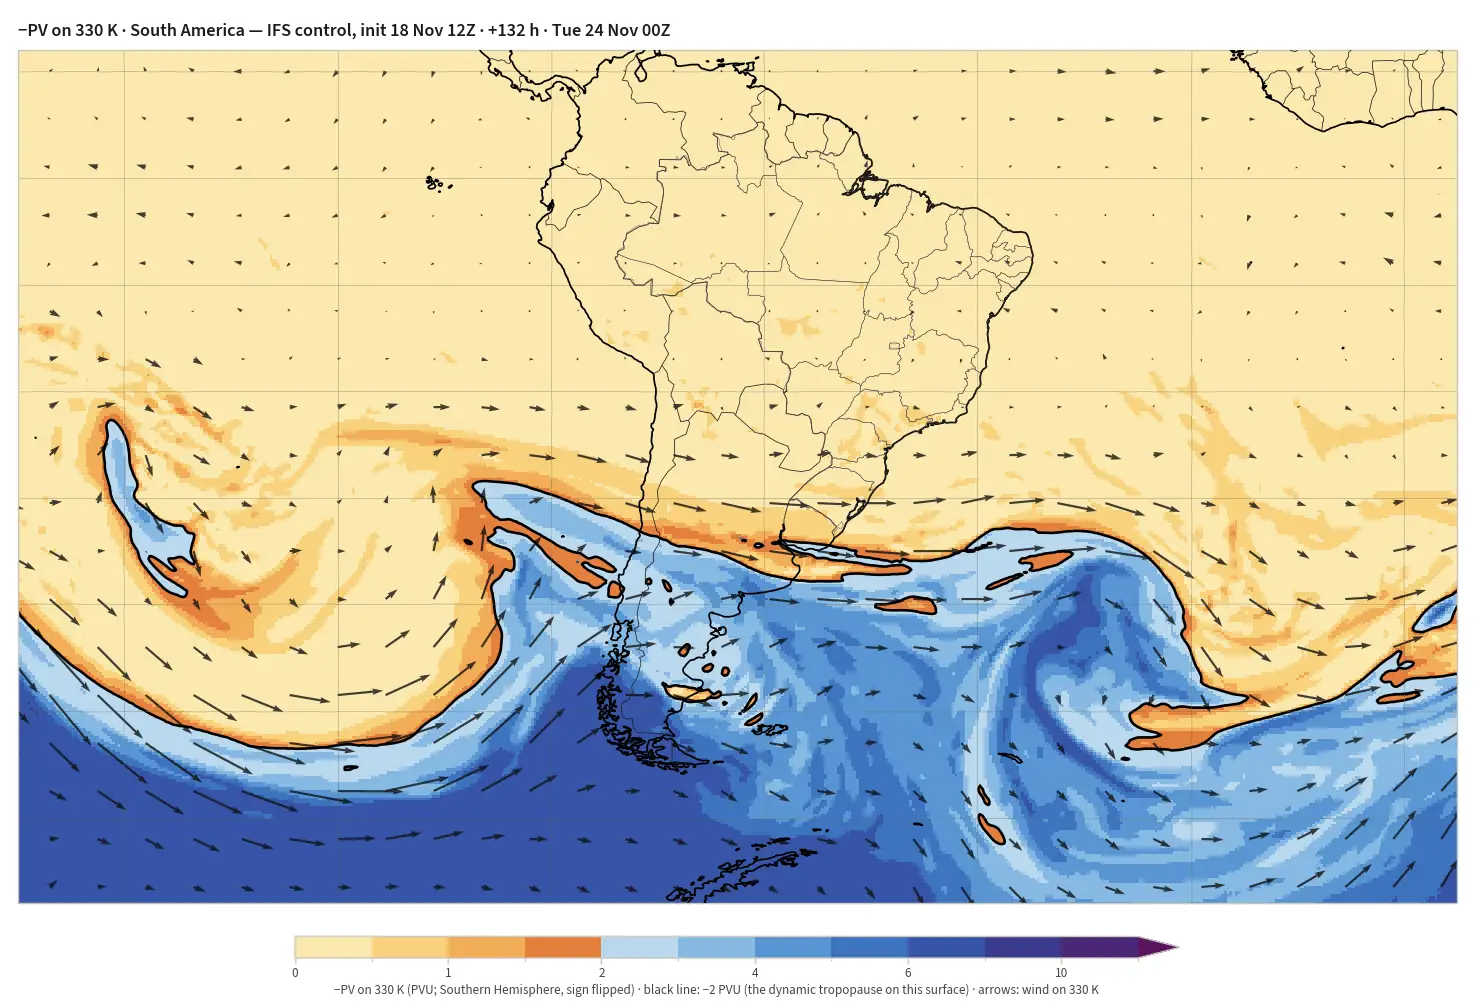 −PV on 330 K · South America — IFS control, init 18 Nov 12Z · +132 h · Tue 24 Nov 00Z
0 1 2 4 6 10
−PV on 330 K (PVU; Southern Hemisphere, sign flipped) · black line: −2 PVU (the dynamic tropopause on this surface) · arrows: wind on 330 K